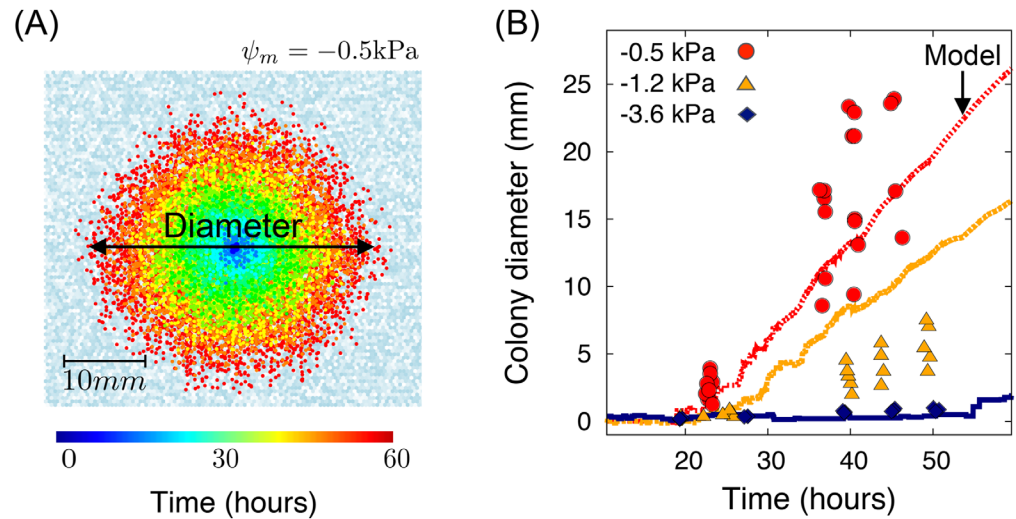 (A)
ψm = −0.5kPa
Diameter
10mm
0 30 60
Time (hours)
(B)
-0.5 kPa
-1.2 kPa
-3.6 kPa
Model
Colony diameter (mm)
25
20
15
10
5
0
20 30 40 50
Time (hours)